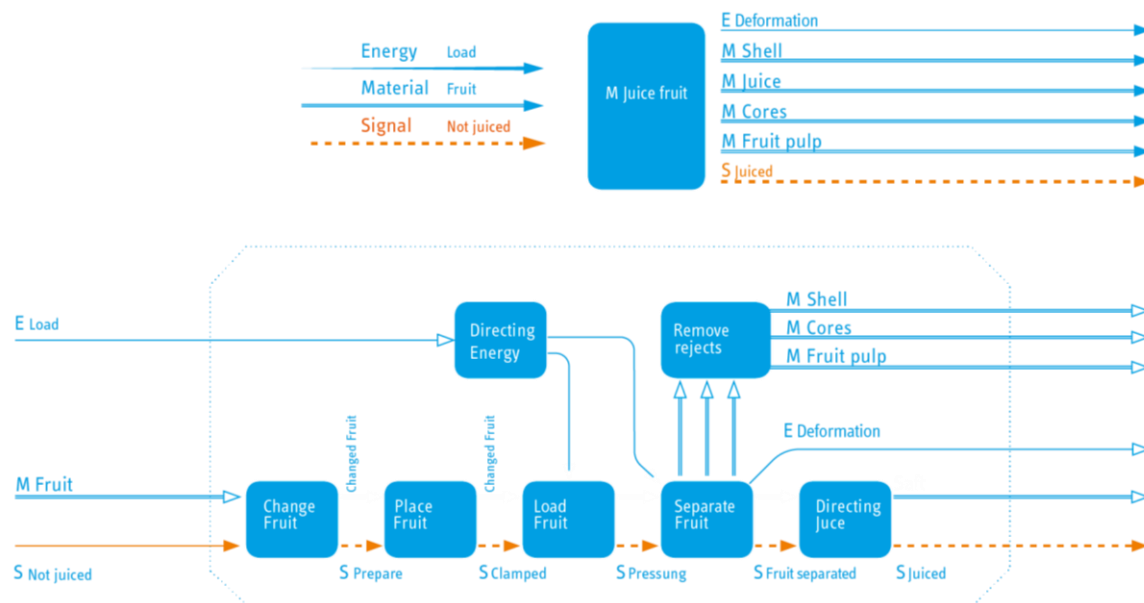 E Deformation
Energy Load
M Shell
Material Fruit
M Juice
M Juice fruit
M Cores
Signal Not juiced
M Fruit pulp
S Juiced
M Shell
E Load
Directing
Energy
Remove
rejects
M Cores
M Fruit pulp
Changed Fruit
Changed Fruit
E Deformation
M Fruit
Change
Fruit
Place
Fruit
Load
Fruit
Separate
Fruit
Directing
Juce
S Not juiced
S Prepare
S Clamped
S Pressung
S Fruit separated
S Juiced